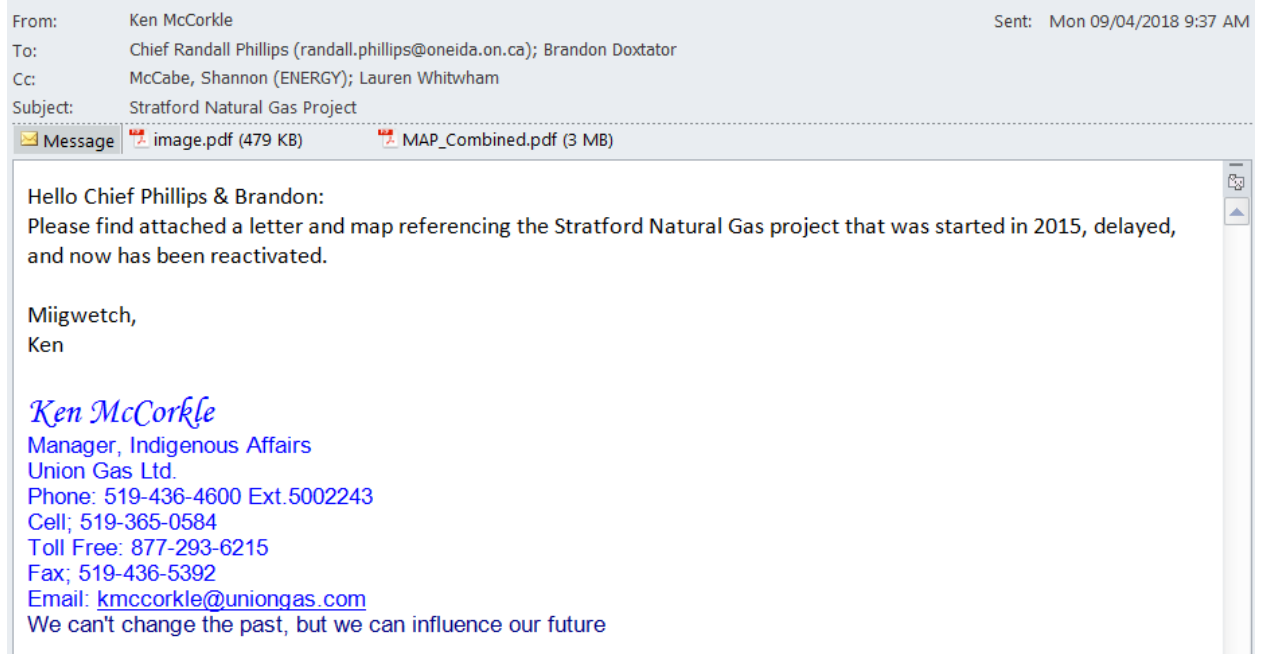 From: Ken McCorkle Sent: Mon 09/04/2018 9:37 AM
To: Chief Randall Phillips (randall.phillips@oneida.on.ca); Brandon Doxtator
Cc: McCabe, Shannon (ENERGY); Lauren Whitwham
Subject: Stratford Natural Gas Project
Message image.pdf (479 KB) MAP_Combined.pdf (3 MB)
Hello Chief Phillips & Brandon:
Please find attached a letter and map referencing the Stratford Natural Gas project that was started in 2015, delayed,
and now has been reactivated.
Miigwetch,
Ken
Ken McCorkle
Manager, Indigenous Affairs
Union Gas Ltd.
Phone: 519-436-4600 Ext.5002243
Cell; 519-365-0584
Toll Free: 877-293-6215
Fax; 519-436-5392
Email: kmccorkle@uniongas.com
We can't change the past, but we can influence our future